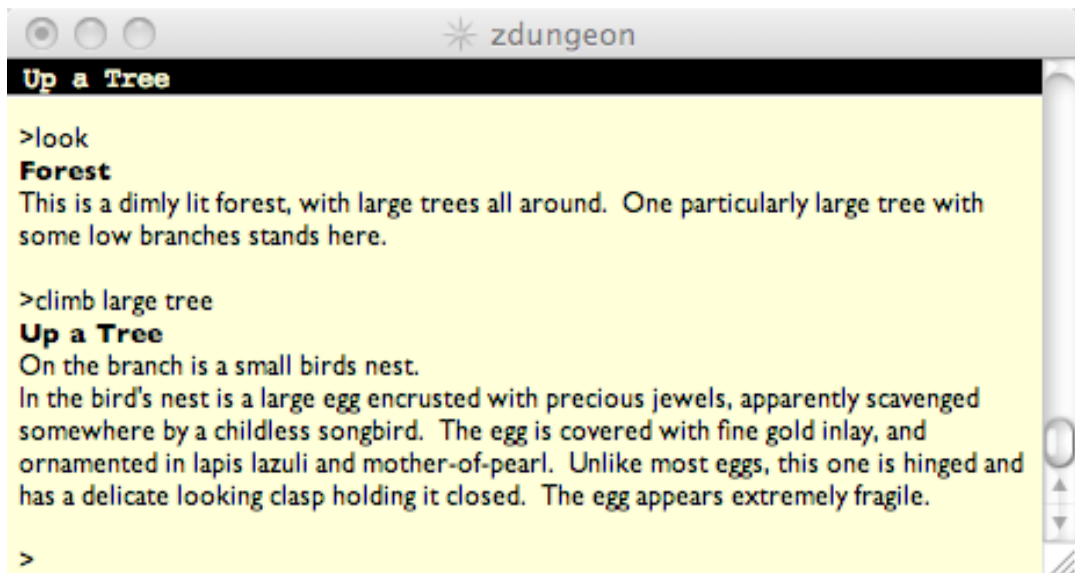 zdungeon
Up a Tree
>look
Forest
This is a dimly lit forest, with large trees all around.  One particularly large tree with
some low branches stands here.
>climb large tree
Up a Tree
On the branch is a small birds nest.
In the bird's nest is a large egg encrusted with precious jewels, apparently scavenged
somewhere by a childless songbird.  The egg is covered with fine gold inlay, and
ornamented in lapis lazuli and mother-of-pearl.  Unlike most eggs, this one is hinged and
has a delicate looking clasp holding it closed.  The egg appears extremely fragile.
>